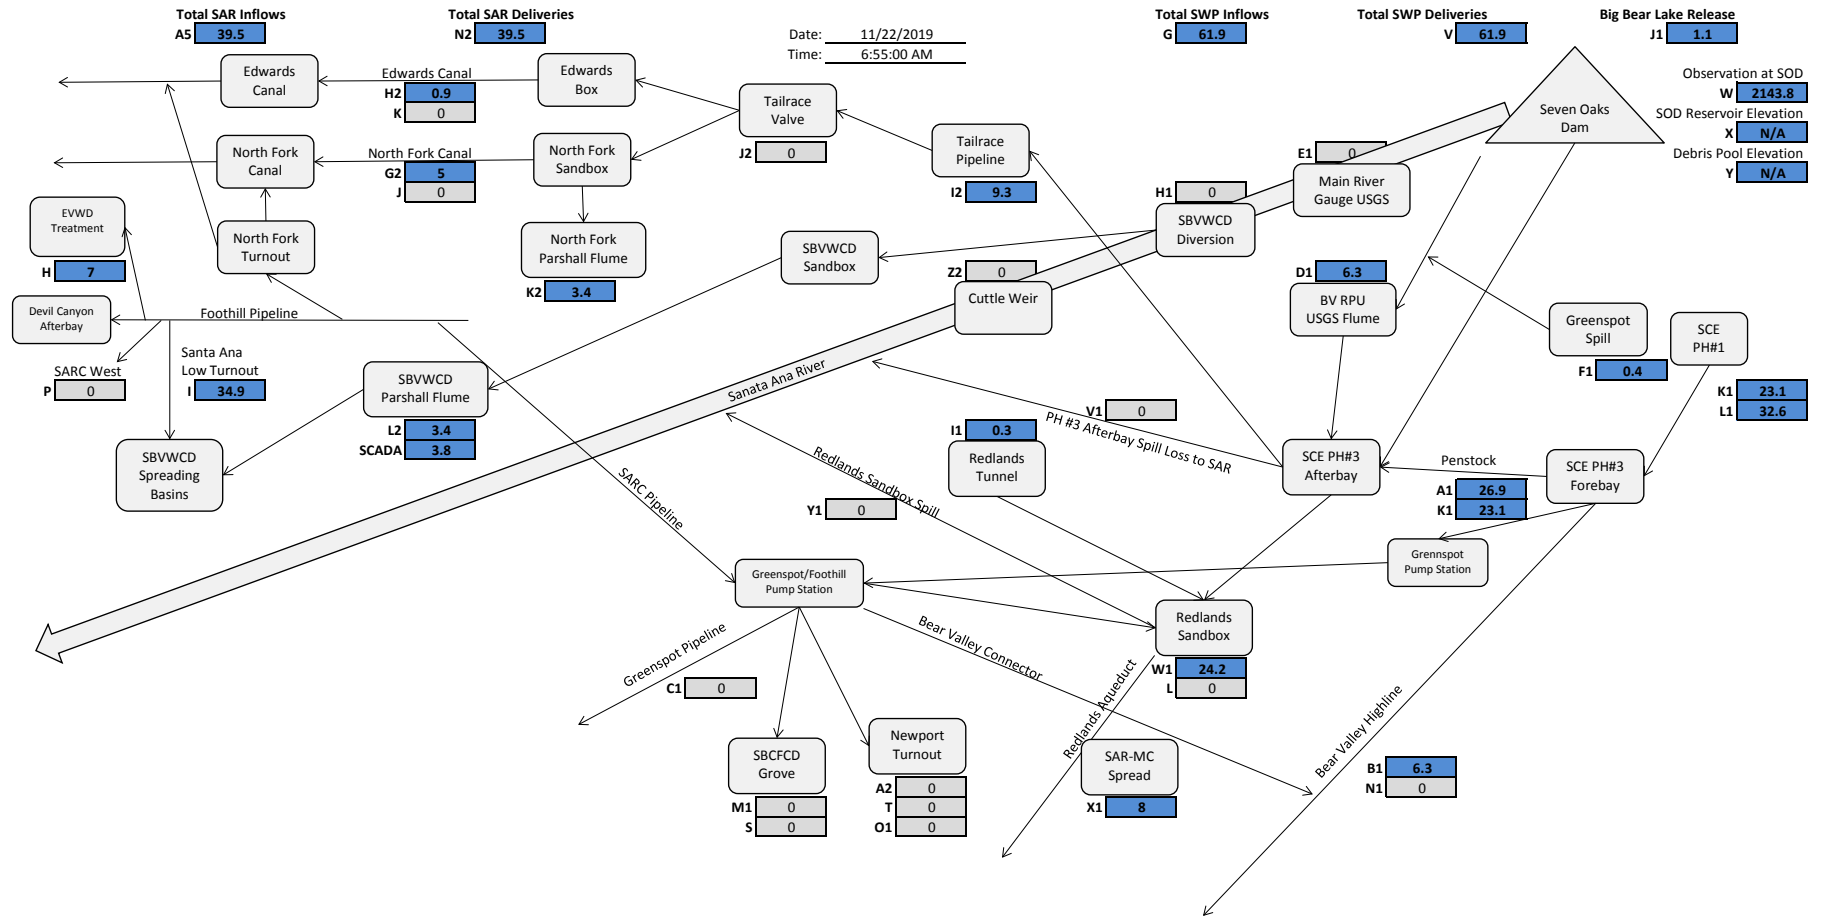 Total SAR Inflows
A5 39.5
Total SAR Deliveries
N2 39.5
Date: 11/22/2019
Time: 6:55:00 AM
Total SWP Inflows
G 61.9
Total SWP Deliveries
V 61.9
Big Bear Lake Release
J1 1.1
Observation at SOD
W 2143.8
SOD Reservoir Elevation
X N/A
Debris Pool Elevation
Y N/A
Seven Oaks
Dam
Edwards
Canal
Edwards Canal
H2 0.9
K 0
Edwards
Box
Tailrace
Valve
J2 0
Tailrace
Pipeline
I2 9.3
North Fork
Canal
North Fork Canal
G2 5
J 0
North Fork
Sandbox
E1 0
Main River
Gauge USGS
H1 0
SBVWCD
Diversion
EVWD
Treatment
H 7
North Fork
Turnout
North Fork
Parshall Flume
K2 3.4
SBVWCD
Sandbox
Z2 0
Cuttle Weir
D1 6.3
BV RPU
USGS Flume
Greenspot
Spill
F1 0.4
SCE
PH#1
K1 23.1
L1 32.6
Devil Canyon
Afterbay
Foothill Pipeline
SARC West
P 0
Santa Ana
Low Turnout
I 34.9
SBVWCD
Parshall Flume
L2 3.4
SCADA 3.8
SBVWCD
Spreading
Basins
Sanata Ana River
V1 0
PH #3 Afterbay Spill Loss to SAR
I1 0.3
Redlands
Tunnel
SCE PH#3
Afterbay
Penstock
A1 26.9
K1 23.1
SCE PH#3
Forebay
SARC Pipeline
Redlands Sandbox Spill
Y1 0
Grennspot
Pump Station
Greenspot/Foothill
Pump Station
Redlands
Sandbox
W1 24.2
L 0
Greenspot Pipeline
C1 0
Bear Valley Connector
Redlands Aqueduct
Bear Valley Highline
SBCFCD
Grove
M1 0
S 0
Newport
Turnout
A2 0
T 0
O1 0
SAR-MC
Spread
X1 8
B1 6.3
N1 0